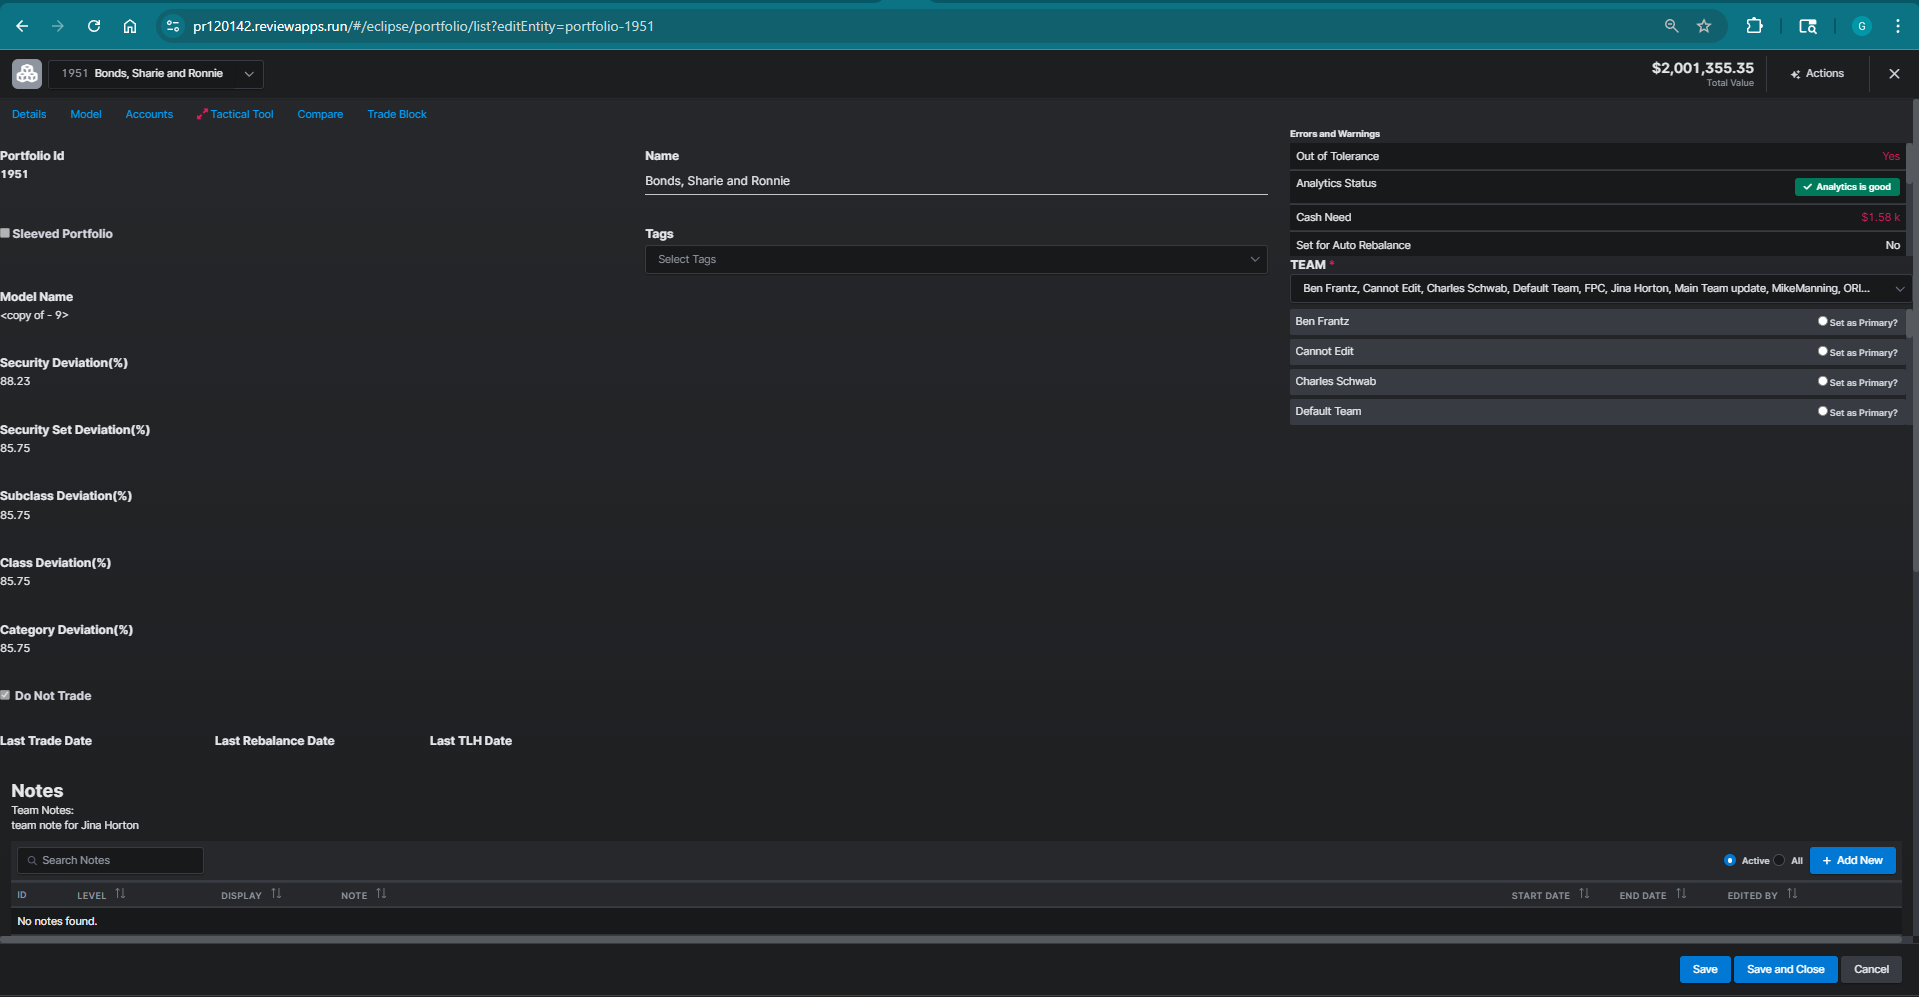 pr120142.reviewapps.run/#/eclipse/portfolio/list?editEntity=portfolio-1951
G
1951 Bonds, Sharie and Ronnie
$2,001,355.35
Total Value
Actions
Details
Model
Accounts
Tactical Tool
Compare
Trade Block
Portfolio Id
1951
Name
Bonds, Sharie and Ronnie
Sleeved Portfolio
Tags
Select Tags
Model Name
<copy of - 9>
Security Deviation(%)
88.23
Security Set Deviation(%)
85.75
Subclass Deviation(%)
85.75
Class Deviation(%)
85.75
Category Deviation(%)
85.75
Do Not Trade
Last Trade Date
Last Rebalance Date
Last TLH Date
Errors and Warnings
Out of Tolerance Yes
Analytics Status Analytics is good
Cash Need $1.58 k
Set for Auto Rebalance No
TEAM *
Ben Frantz, Cannot Edit, Charles Schwab, Default Team, FPC, Jina Horton, Main Team update, MikeManning, ORI...
Ben Frantz Set as Primary?
Cannot Edit Set as Primary?
Charles Schwab Set as Primary?
Default Team Set as Primary?
Notes
Team Notes:
team note for Jina Horton
Search Notes
Active All + Add New
ID LEVEL DISPLAY NOTE START DATE END DATE EDITED BY
No notes found.
Save Save and Close Cancel